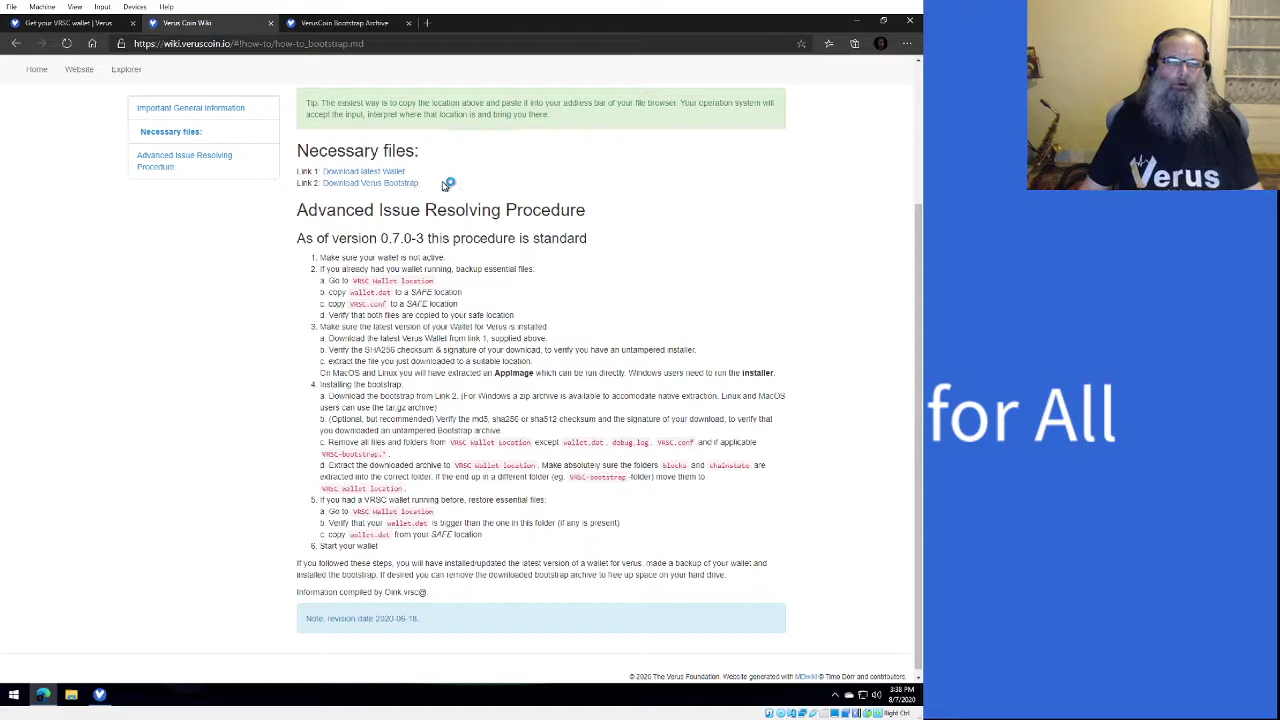 File Machine View Input Devices Help
Get your VRSC wallet | Verus
Verus Coin Wiki
VerusCoin Bootstrap Archive
https://wiki.veruscoin.io/#!how-to/how_to_bootstrap.md
Home Website Explorer
Important General Information
Necessary files:
Advanced Issue Resolving
Procedure
Tip. The easiest way is to copy the location above and paste it into your address bar of your file browser. Your operation system will
accept the input, interpret where that location is and bring you there.
Necessary files:
Link 1: Download latest Wallet
Link 2: Download Verus Bootstrap
Advanced Issue Resolving Procedure
As of version 0.7.0-3 this procedure is standard
1. Make sure your wallet is not active.
2. If you already had you wallet running, backup essential files:
a. Go to VRSC Wallet location
b. copy wallet.dat to a SAFE location
c. copy VRSC.conf to a SAFE location
d. Verify that both files are copied to your safe location
3. Make sure the latest version of your Wallet for Verus is installed
a. Download the latest Verus Wallet from link 1, supplied above.
b. Verify the SHA256 checksum & signature of your download, to verify you have an untampered installer.
c. extract the file you just downloaded to a suitable location.
On MacOS and Linux you will have extracted an AppImage which can be run directly. Windows users need to run the installer.
4. Installing the bootstrap:
a. Download the bootstrap from Link 2. (For Windows a zip archive is available to accomodate native extraction. Linux and MacOS
users can use the tar.gz archive)
b. (Optional, but recommended) Verify the md5, sha256 or sha512 checksum and the signature of your download, to verify that
you downloaded an untampered Bootstrap archive.
c. Remove all files and folders from VRSC Wallet Location except wallet.dat, debug.log, VRSC.conf and if applicable
VRSC-bootstrap.*.
d. Extract the downloaded archive to VRSC Wallet location. Make absolutely sure the folders blocks and chainstate are
extracted into the correct folder. If the end up in a different folder (eg. VRSC-bootstrap -folder) move them to
VRSC wallet location.
5. If you had a VRSC wallet running before, restore essential files:
a. Go to VRSC Wallet location
b. Verify that your wallet.dat is bigger than the one in this folder (if any is present)
c. copy wallet.dat from your SAFE location
6. Start your wallet
If you followed these steps, you will have installed/updated the latest version of a wallet for verus, made a backup of your wallet and
installed the bootstrap. If desired you can remove the downloaded bootstrap archive to free up space on your hard drive.
Information compiled by Oink.vrsc@.
Note: revision date 2020-06-18.
© 2020 The Verus Foundation. Website generated with MDwiki © Timo Dörr and contributors.
3:38 PM
8/7/2020
Right Ctrl
Verus
for All